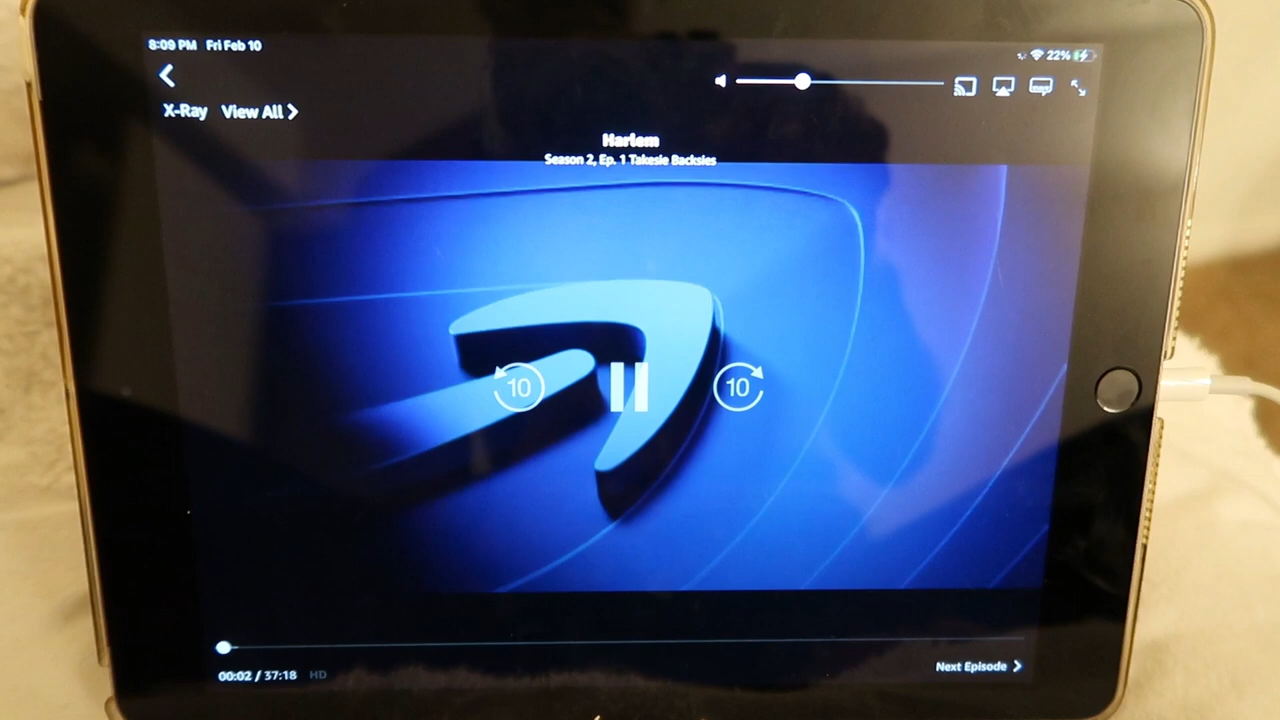 8:09 PM Fri Feb 10
22%
X-Ray View All
Harlem
Season 2, Ep. 1 Takesie Backsies
10
10
00:02 / 37:18 HD
Next Episode